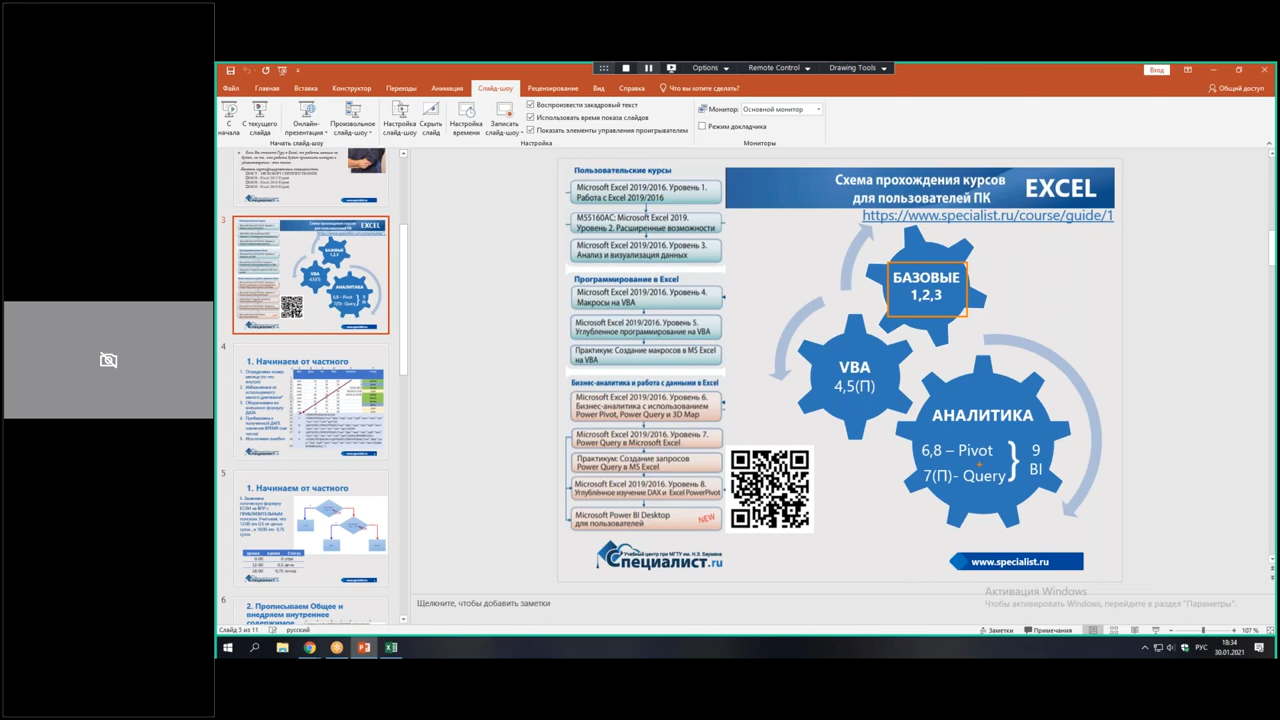 Options
Remote Control
Drawing Tools
Вход
Файл
Главная
Вставка
Конструктор
Переходы
Анимация
Слайд-шоу
Рецензирование
Вид
Справка
Что вы хотите сделать?
Общий доступ
С начала
С текущего слайда
Онлайн-презентация
Произвольное слайд-шоу
Настройка слайд-шоу
Скрыть слайд
Настройка времени
Записать слайд-шоу
Воспроизвести закадровый текст
Использовать время показа слайдов
Показать элементы управления проигрывателем
Монитор:
Основной монитор
Режим докладчика
Начать слайд-шоу
Настройка
Мониторы
3
4
1. Начинаем от частного
5
1. Начинаем от частного
6
2. Прописываем Общее и
внедряем внутреннее
содержимое
Пользовательские курсы
Microsoft Excel 2019/2016. Уровень 1.
Работа с Excel 2019/2016
M55160AC: Microsoft Excel 2019.
Уровень 2. Расширенные возможности
Microsoft Excel 2019/2016. Уровень 3.
Анализ и визуализация данных
Программирование в Excel
Microsoft Excel 2019/2016. Уровень 4.
Макросы на VBA
Microsoft Excel 2019/2016. Уровень 5.
Углубленное программирование на VBA
Практикум: Создание макросов в MS Excel
на VBA
Бизнес-аналитика и работа с данными в Excel
Microsoft Excel 2019/2016. Уровень 6.
Бизнес-аналитика с использованием
Power Pivot, Power Query и 3D Map
Microsoft Excel 2019/2016. Уровень 7.
Power Query в Microsoft Excel
Практикум: Создание запросов
Power Query в MS Excel
Microsoft Excel 2019/2016. Уровень 8.
Углублённое изучение DAX и Excel PowerPivot
Microsoft Power BI Desktop
для пользователей
NEW
Схема прохождения курсов
для пользователей ПК
EXCEL
https://www.specialist.ru/course/guide/1
БАЗОВЫЕ
1,2,3
VBA
4,5(П)
АНАЛИТИКА
6,8 – Pivot
+
7(П)- Query
9
BI
Учебный центр при МГТУ им. Н.Э. Баумана
Специалист.ru
www.specialist.ru
Активация Windows
Чтобы активировать Windows, перейдите в раздел "Параметры".
Щелкните, чтобы добавить заметки
Слайд 3 из 11
русский
Заметки
Примечания
107 %
РУС
18:34
30.01.2021